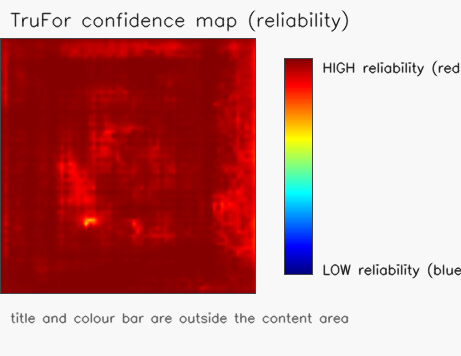 TruFor confidence map (reliability)
HIGH reliability (red
LOW reliability (blue
title and colour bar are outside the content area